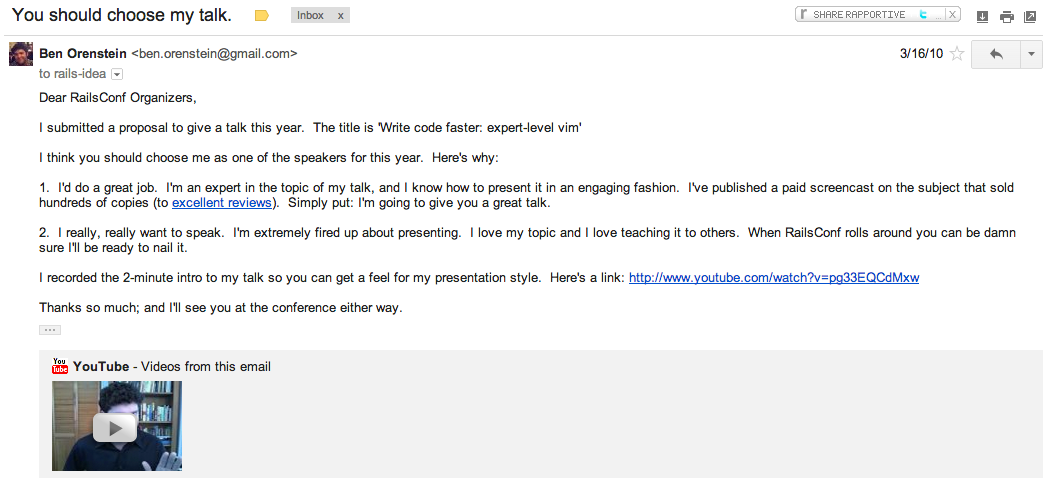 You should choose my talk.
Inbox x
r SHARE RAPPORTIVE ... x
Ben Orenstein <ben.orenstein@gmail.com>
3/16/10
to rails-idea
Dear RailsConf Organizers,
I submitted a proposal to give a talk this year.  The title is 'Write code faster: expert-level vim'
I think you should choose me as one of the speakers for this year.  Here's why:
1.  I'd do a great job.  I'm an expert in the topic of my talk, and I know how to present it in an engaging fashion.  I've published a paid screencast on the subject that sold
hundreds of copies (to excellent reviews).  Simply put: I'm going to give you a great talk.
2.  I really, really want to speak.  I'm extremely fired up about presenting.  I love my topic and I love teaching it to others.  When RailsConf rolls around you can be damn
sure I'll be ready to nail it.
I recorded the 2-minute intro to my talk so you can get a feel for my presentation style.  Here's a link: http://www.youtube.com/watch?v=pg33EQCdMxw
Thanks so much; and I'll see you at the conference either way.
...
You Tube YouTube - Videos from this email